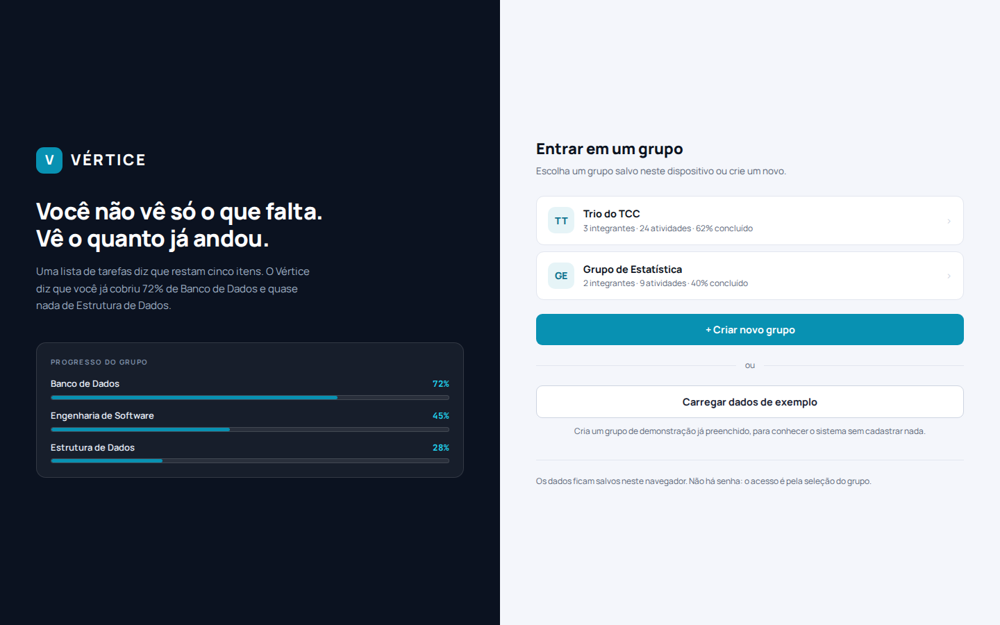 V VÉRTICE
Você não vê só o que falta.
Vê o quanto já andou.
Uma lista de tarefas diz que restam cinco itens. O Vértice
diz que você já cobriu 72% de Banco de Dados e quase
nada de Estrutura de Dados.
PROGRESSO DO GRUPO
Banco de Dados 72%
Engenharia de Software 45%
Estrutura de Dados 28%
Entrar em um grupo
Escolha um grupo salvo neste dispositivo ou crie um novo.
TT
Trio do TCC
3 integrantes · 24 atividades · 62% concluído
GE
Grupo de Estatística
2 integrantes · 9 atividades · 40% concluído
+ Criar novo grupo
ou
Carregar dados de exemplo
Cria um grupo de demonstração já preenchido, para conhecer o sistema sem cadastrar nada.
Os dados ficam salvos neste navegador. Não há senha: o acesso é pela seleção do grupo.